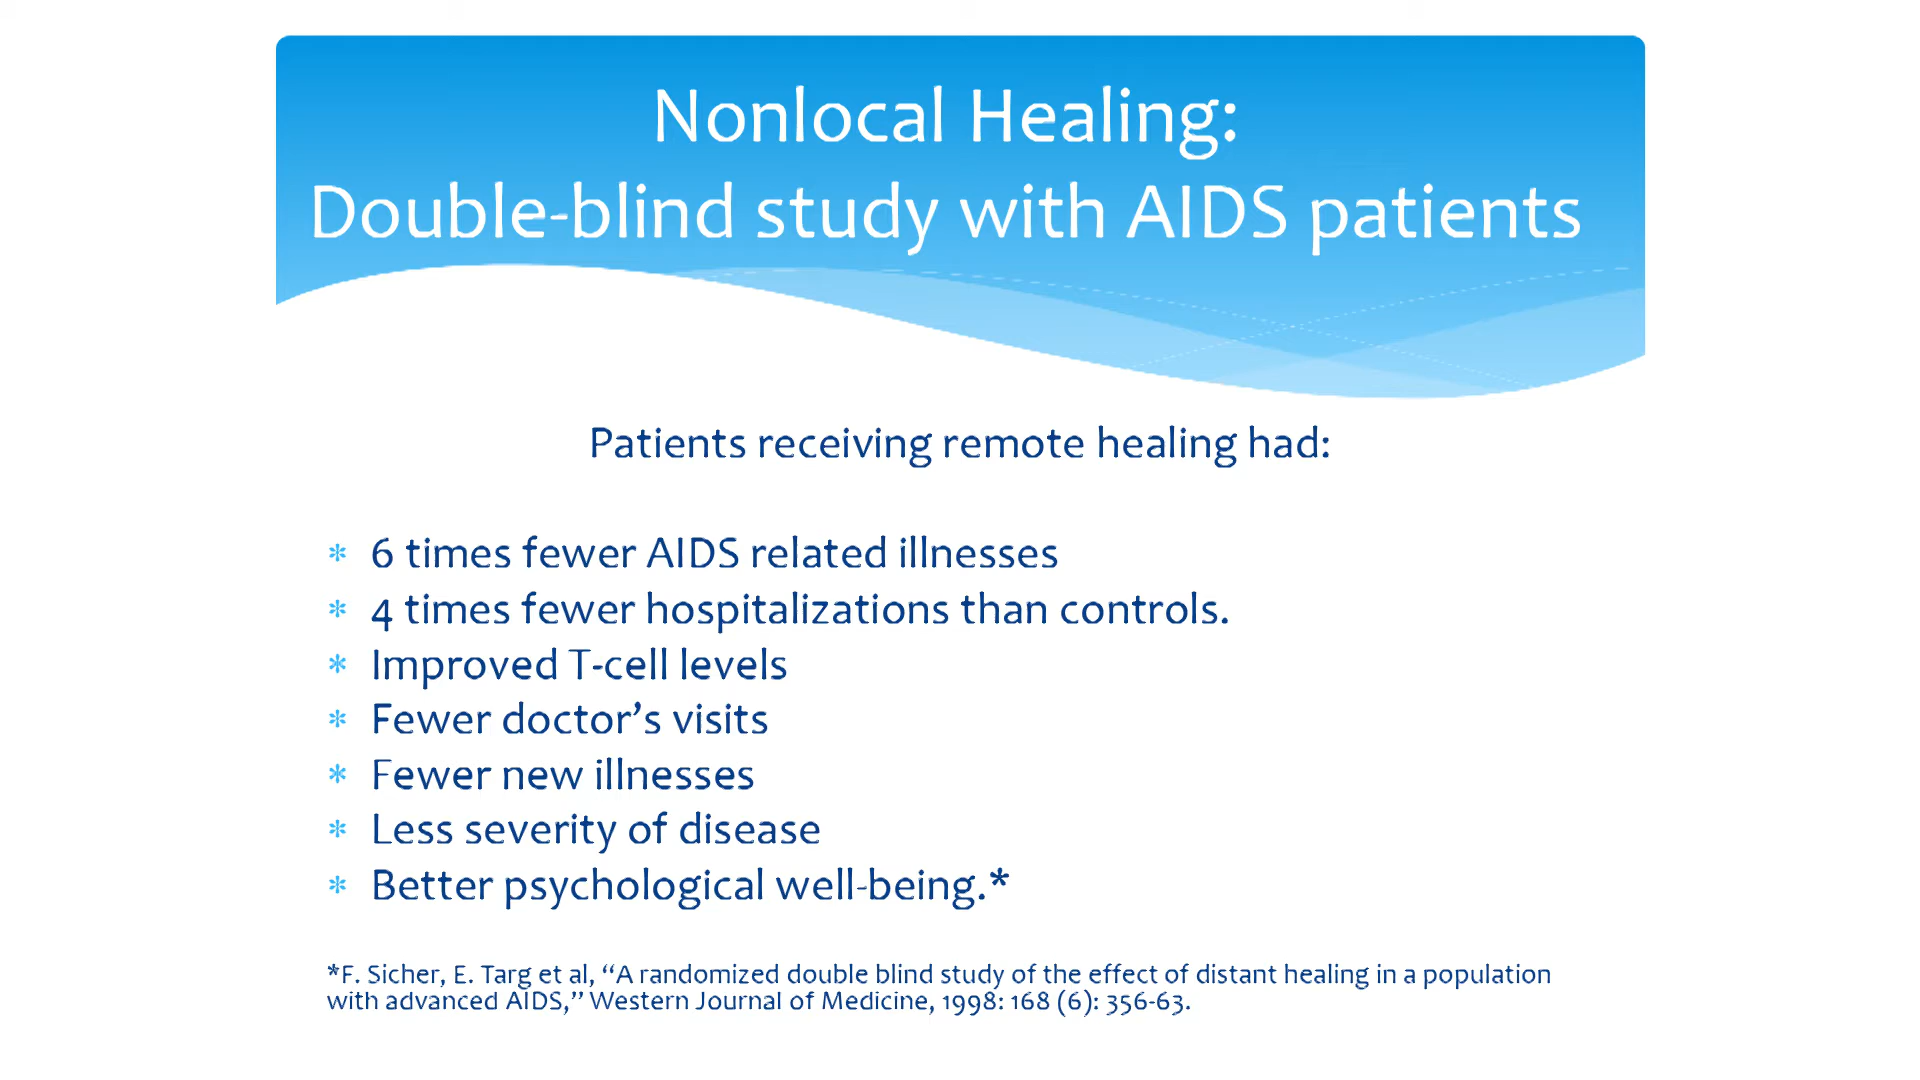 Nonlocal Healing:
Double-blind study with AIDS patients
Patients receiving remote healing had:
* 6 times fewer AIDS related illnesses
* 4 times fewer hospitalizations than controls.
* Improved T-cell levels
* Fewer doctor’s visits
* Fewer new illnesses
* Less severity of disease
* Better psychological well-being.*
*F. Sicher, E. Targ et al, “A randomized double blind study of the effect of distant healing in a population
with advanced AIDS,” Western Journal of Medicine, 1998: 168 (6): 356-63.